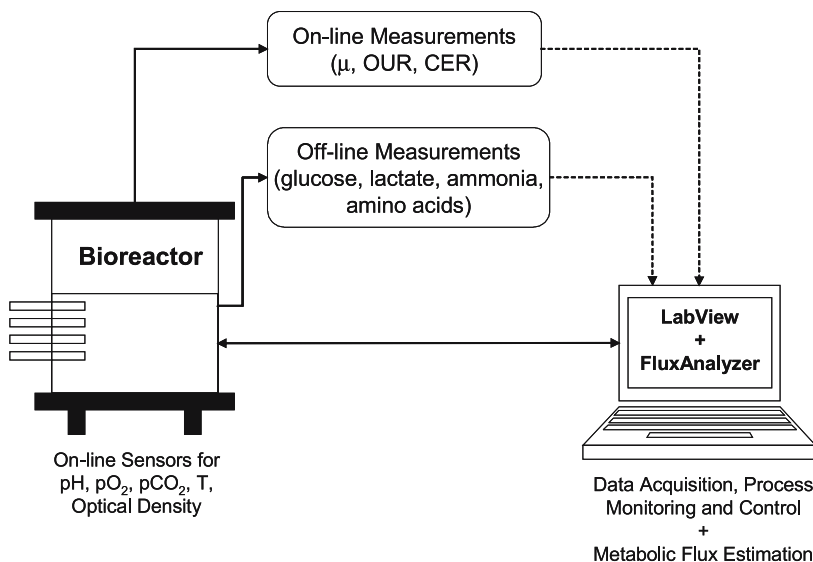 On-line Measurements
(μ, OUR, CER)
Off-line Measurements
(glucose, lactate, ammonia,
amino acids)
Bioreactor
LabView
+
FluxAnalyzer
On-line Sensors for
pH, pO₂, pCO₂, T,
Optical Density
Data Acquisition, Process
Monitoring and Control
+
Metabolic Flux Estimation